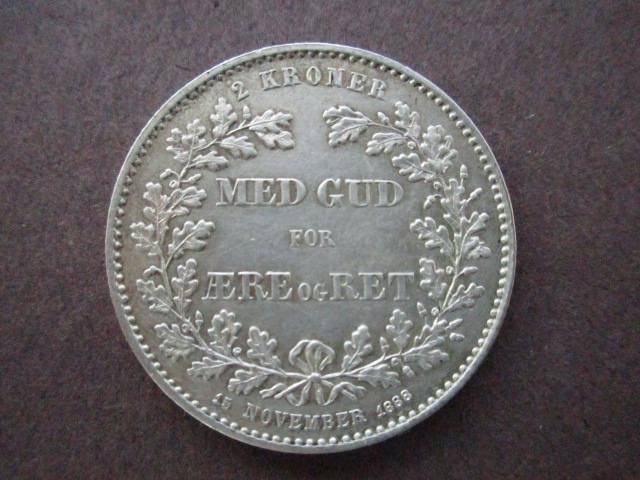 2 KRONER
MED GUD
FOR
ÆRE OG RET
15 NOVEMBER 1888